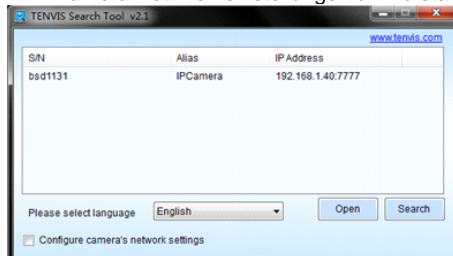 TENVIS Search Tool v2.1
www.tenvis.com
S/N Alias IP Address
bsd1131 IPCamera 192.168.1.40:7777
Please select language English Open Search
Configure camera's network settings